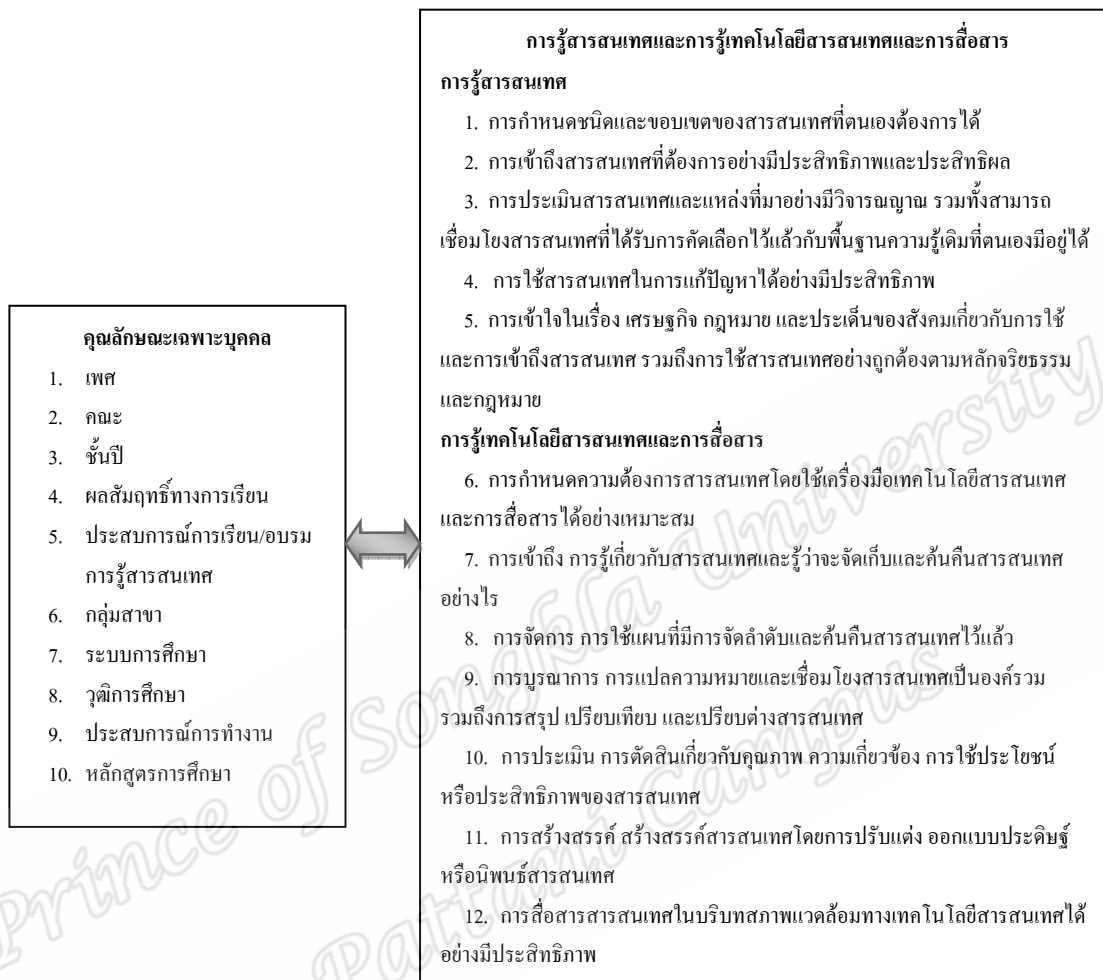 คุณลักษณะเฉพาะบุคคล
1. เพศ
2. คณะ
3. ชั้นปี
4. ผลสัมฤทธิ์ทางการเรียน
5. ประสบการณ์การเรียน/อบรม
การรู้สารสนเทศ
6. กลุ่มสาขา
7. ระบบการศึกษา
8. วุฒิการศึกษา
9. ประสบการณ์การทำงาน
10. หลักสูตรการศึกษา
การรู้สารสนเทศและการรู้เทคโนโลยีสารสนเทศและการสื่อสาร
การรู้สารสนเทศ
1. การกำหนดชนิดและขอบเขตของสารสนเทศที่ตนเองต้องการได้
2. การเข้าถึงสารสนเทศที่ต้องการอย่างมีประสิทธิภาพและประสิทธิผล
3. การประเมินสารสนเทศและแหล่งที่มาอย่างมีวิจารณญาณ รวมทั้งสามารถ
เชื่อมโยงสารสนเทศที่ได้รับการคัดเลือกไว้แล้วกับพื้นฐานความรู้เดิมที่ตนเองมีอยู่ได้
4. การใช้สารสนเทศในการแก้ปัญหาได้อย่างมีประสิทธิภาพ
5. การเข้าใจในเรื่อง เศรษฐกิจ กฎหมาย และประเด็นของสังคมเกี่ยวกับการใช้
และการเข้าถึงสารสนเทศ รวมถึงการใช้สารสนเทศอย่างถูกต้องตามหลักจริยธรรม
และกฎหมาย
การรู้เทคโนโลยีสารสนเทศและการสื่อสาร
6. การกำหนดความต้องการสารสนเทศโดยใช้เครื่องมือเทคโนโลยีสารสนเทศ
และการสื่อสารได้อย่างเหมาะสม
7. การเข้าถึง การรู้เกี่ยวกับสารสนเทศและรู้ว่าจะจัดเก็บและค้นคืนสารสนเทศ
อย่างไร
8. การจัดการ การใช้แผนที่มีการจัดลำดับและค้นคืนสารสนเทศไว้แล้ว
9. การบูรณาการ การแปลความหมายและเชื่อมโยงสารสนเทศเป็นองค์รวม
รวมถึงการสรุป เปรียบเทียบ และเปรียบต่างสารสนเทศ
10. การประเมิน การตัดสินเกี่ยวกับคุณภาพ ความเกี่ยวข้อง การใช้ประโยชน์
หรือประสิทธิภาพของสารสนเทศ
11. การสร้างสรรค์ สร้างสรรค์สารสนเทศโดยการปรับแต่ง ออกแบบประดิษฐ์
หรือนิพนธ์สารสนเทศ
12. การสื่อสารสารสนเทศในบริบทสภาพแวดล้อมทางเทคโนโลยีสารสนเทศได้
อย่างมีประสิทธิภาพ
Prince of Songkla University
Pattani Campus